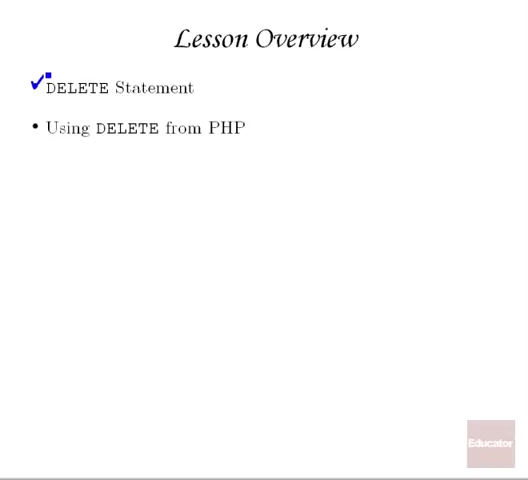 Lesson Overview
DELETE Statement
• Using DELETE from PHP
Educator